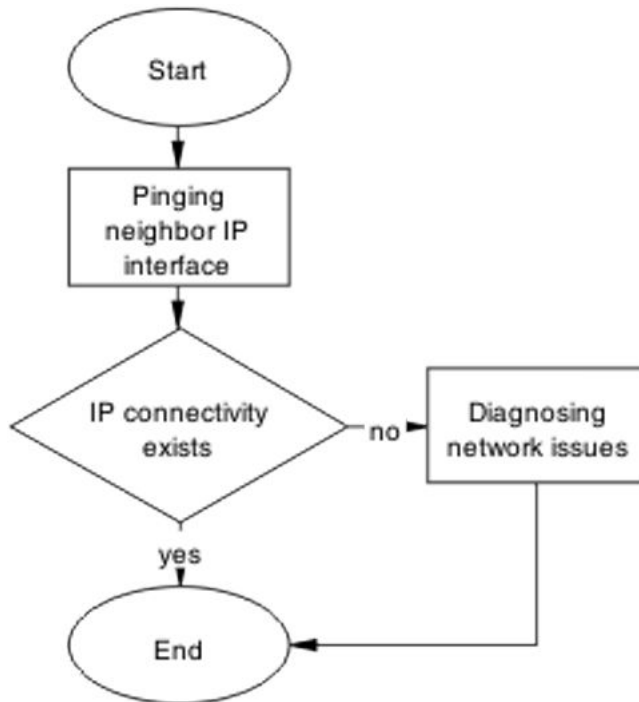 Start
Pinging
neighbor IP
interface
IP connectivity
exists
no
Diagnosing
network issues
yes
End